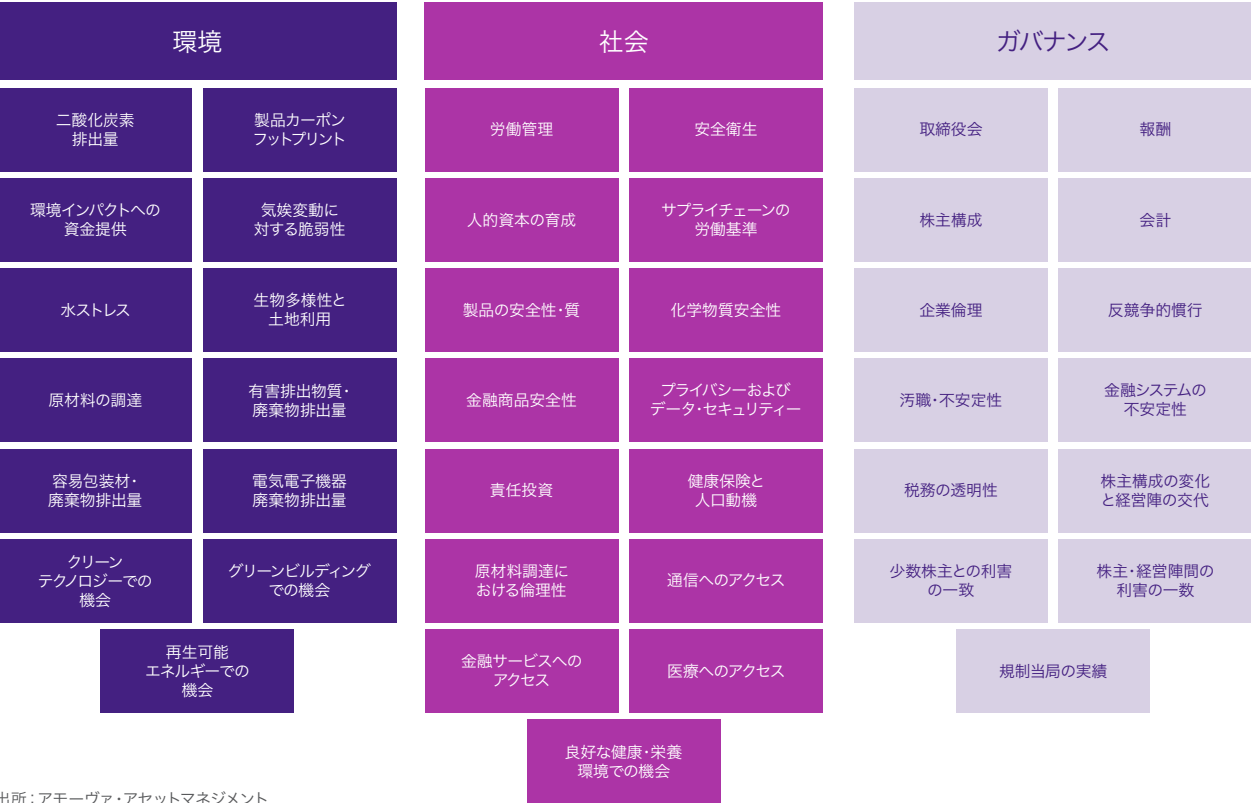 環境
二酸化炭素
排出量
製品カーボン
フットプリント
環境インパクトへの
資金提供
気娭変動に
対する脆弱性
水ストレス
生物多様性と
土地利用
原材料の調達
有害排出物質・
廃棄物排出量
容易包装材・
廃棄物排出量
電気電子機器
廃棄物排出量
クリーン
テクノロジーでの
機会
グリーンビルディング
での機会
再生可能
エネルギーでの
機会
社会
労働管理
安全衛生
人的資本の育成
サプライチェーンの
労働基準
製品の安全性・質
化学物質安全性
金融商品安全性
プライバシーおよび
データ・セキュリティー
責任投資
健康保険と
人口動機
原材料調達に
おける倫理性
通信へのアクセス
金融サービスへの
アクセス
医療へのアクセス
良好な健康・栄養
環境での機会
ガバナンス
取締役会
報酬
株主構成
会計
企業倫理
反競争的慣行
汚職・不安定性
金融システムの
不安定性
税務の透明性
株主構成の変化
と経営陣の交代
少数株主との利害
の一致
株主・経営陣間の
利害の一数
規制当局の実績
出所：アモーヴァ・アセットマネジメント